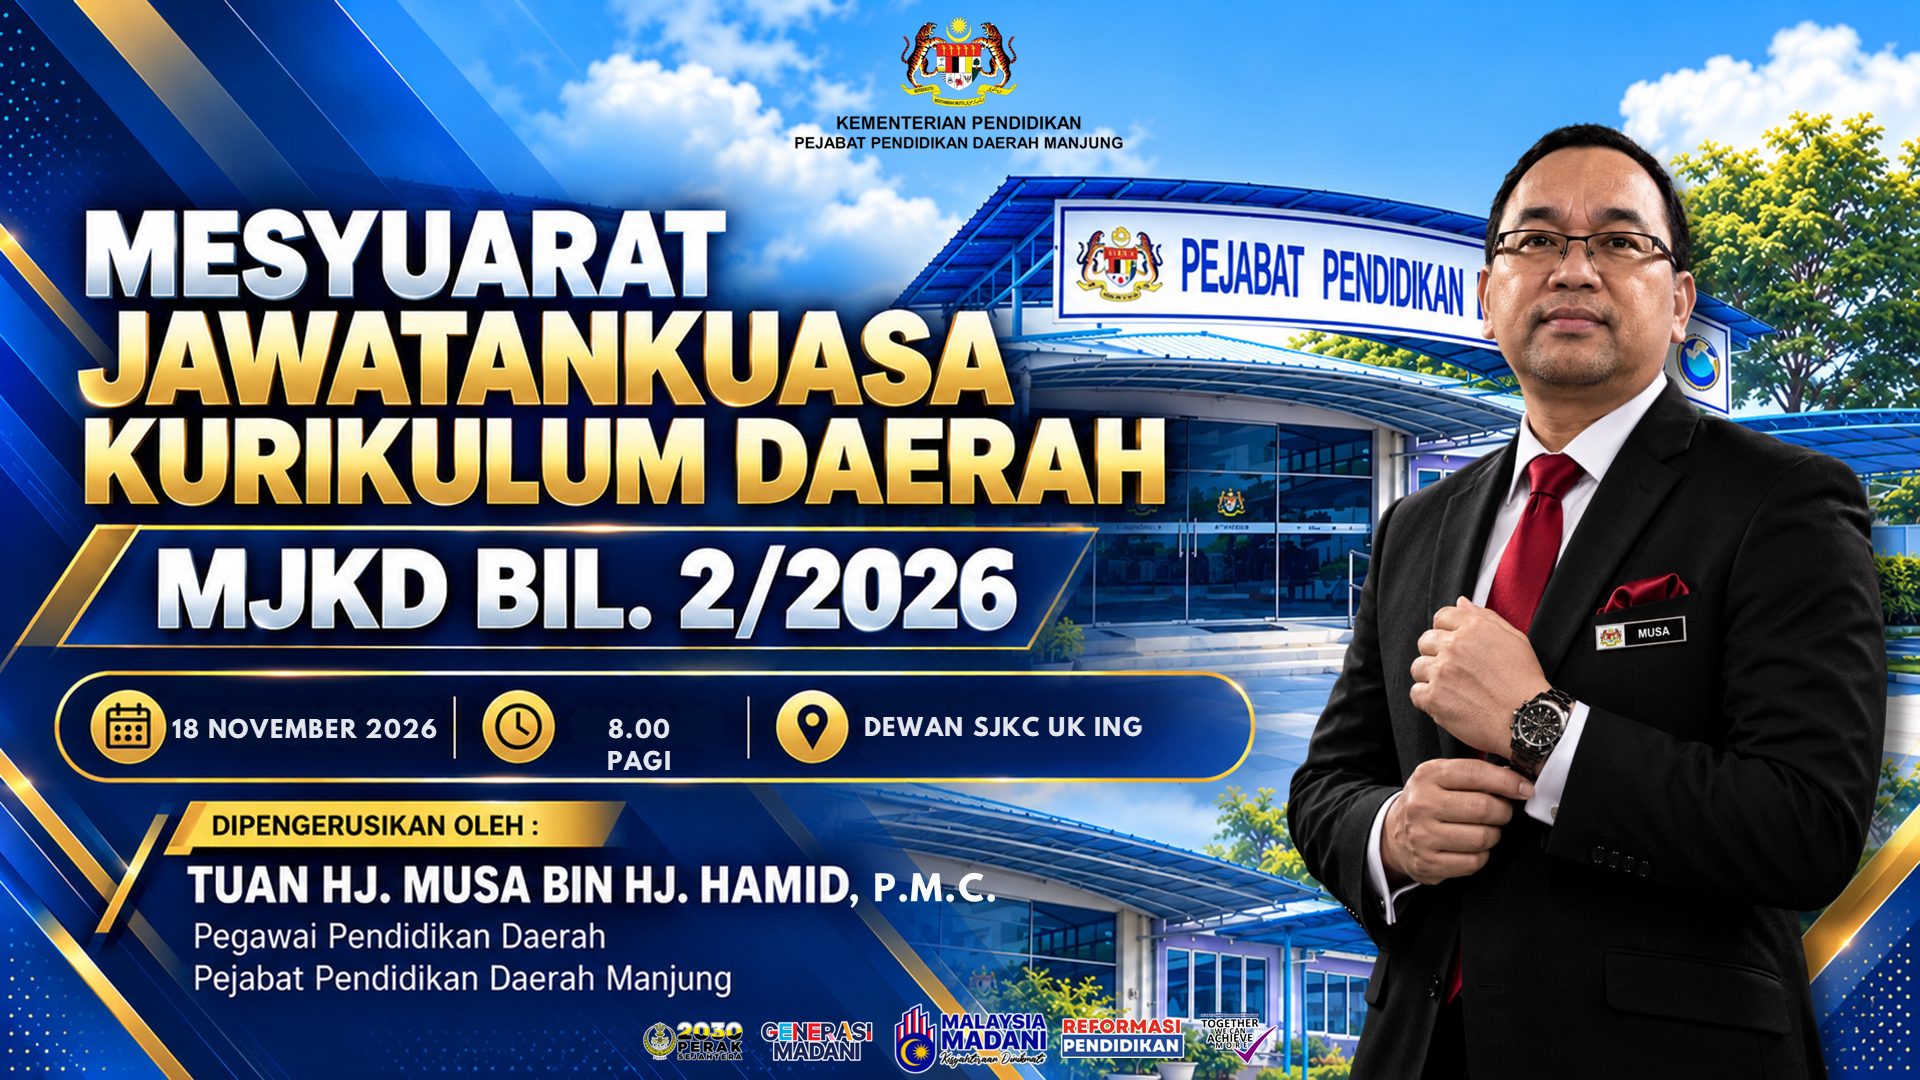 KEMENTERIAN PENDIDIKAN
PEJABAT PENDIDIKAN DAERAH MANJUNG
PEJABAT PENDIDIKAN
MESYUARAT
JAWATANKUASA
KURIKULUM DAERAH
MJKD BIL. 2/2026
MUSA
18 NOVEMBER 2026
8.00
PAGI
DEWAN SJKC UK ING
DIPENGERUSIKAN OLEH :
TUAN HJ. MUSA BIN HJ. HAMID, P.M.C.
Pegawai Pendidikan Daerah
Pejabat Pendidikan Daerah Manjung
2030
PERAK
SEJAHTERA
GENERASI
MADANI
MALAYSIA
MADANI
REFORMASI
PENDIDIKAN
TOGETHER
WE CAN
ACHIEVE
MORE